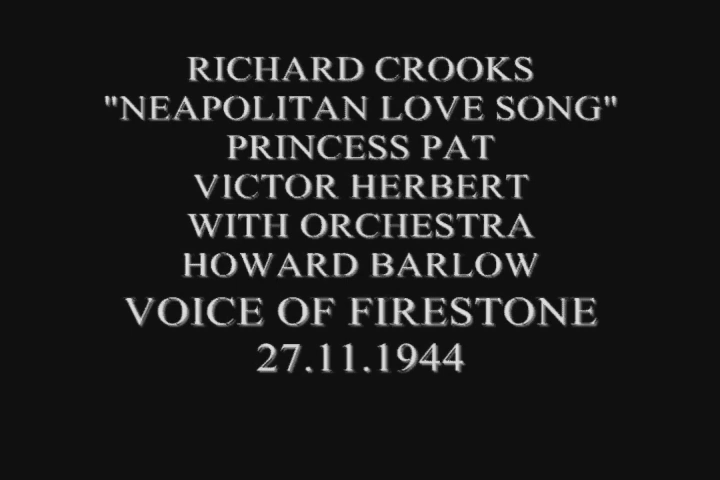 RICHARD CROOKS
"NEAPOLITAN LOVE SONG"
PRINCESS PAT
VICTOR HERBERT
WITH ORCHESTRA
HOWARD BARLOW
VOICE OF FIRESTONE
27.11.1944